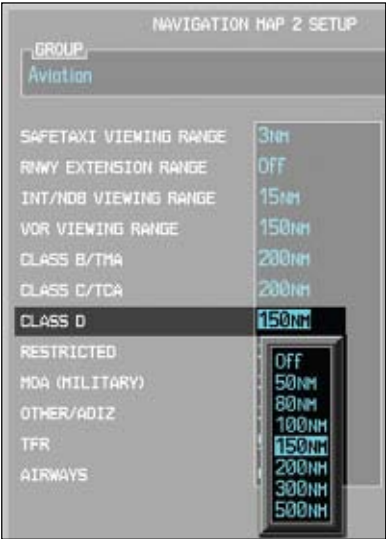 NAVIGATION MAP 2 SETUP
GROUP
Aviation
SAFETAXI VIEWING RANGE 3NM
RNWY EXTENSION RANGE Off
INT/NDB VIEWING RANGE 15NM
VOR VIEWING RANGE 150NM
CLASS B/TMA 200NM
CLASS C/TCA 200NM
CLASS D 150NM
RESTRICTED
MOA (MILITARY)
OTHER/ADIZ
TFR
AIRWAYS
Off
50NM
80NM
100NM
150NM
200NM
300NM
500NM